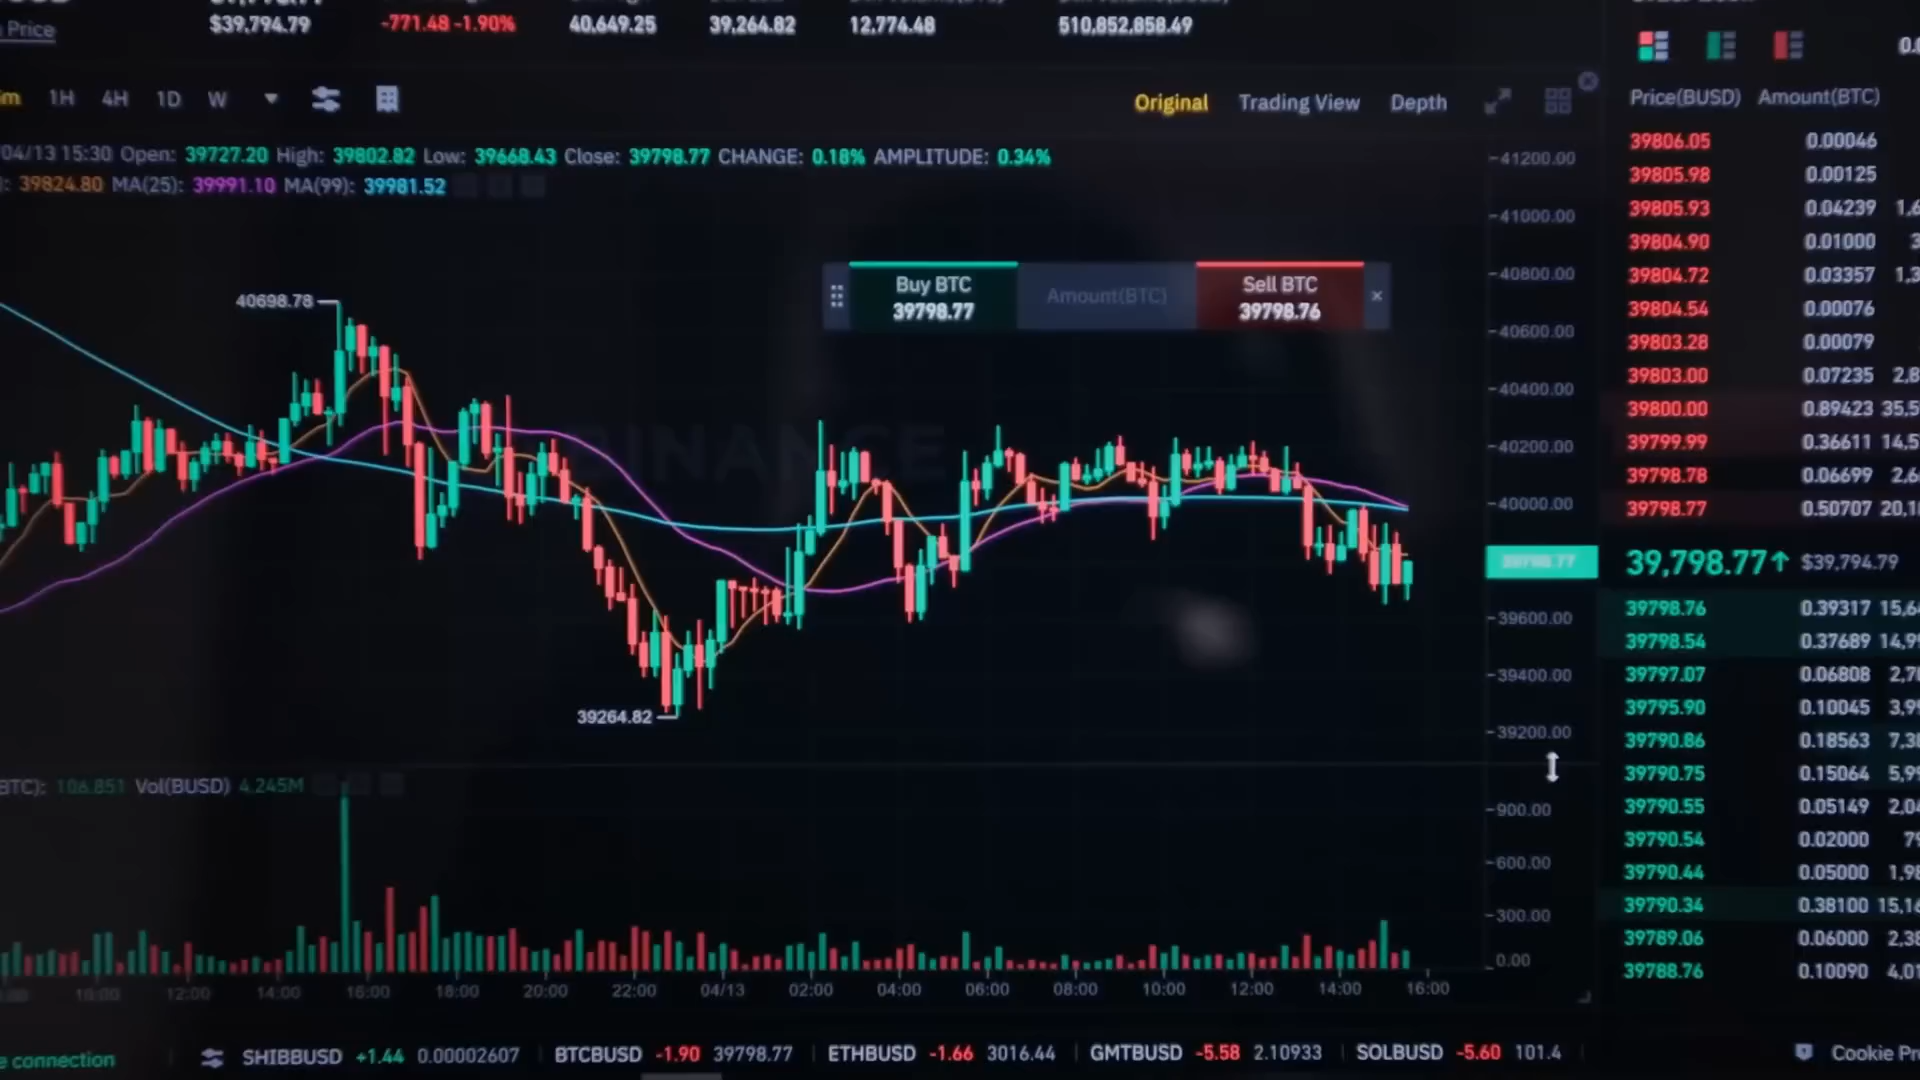 Price
$39,794.79
-771.48 -1.90%
40,649.25
39,264.82
12,774.48
510,852,858.49
1H 4H 1D W
Original Trading View Depth
04/13 15:30 Open: 39727.20 High: 39802.82 Low: 39668.43 Close: 39798.77 CHANGE: 0.18% AMPLITUDE: 0.34%
39824.80 MA(25): 39991.10 MA(99): 39981.52
Buy BTC
39798.77
Amount(BTC)
Sell BTC
39798.76
40698.78
BINANCE
39264.82
41200.00
41000.00
40800.00
40600.00
40400.00
40200.00
40000.00
39798.77
39600.00
39400.00
39200.00
BTC): 106.851 Vol(BUSD) 4.245M
900.00
600.00
300.00
0.00
10:00 12:00 14:00 16:00 18:00 20:00 22:00 04/13 02:00 04:00 06:00 08:00 10:00 12:00 14:00 16:00
Price(BUSD) Amount(BTC)
39806.05 0.00046
39805.98 0.00125
39805.93 0.04239
39804.90 0.01000
39804.72 0.03357
39804.54 0.00076
39803.28 0.00079
39803.00 0.07235
39800.00 0.89423
39799.99 0.36611
39798.78 0.06699
39798.77 0.50707
39,798.77↑ $39,794.79
39798.76 0.39317
39798.54 0.37689
39797.07 0.06808
39795.90 0.10045
39790.86 0.18563
39790.75 0.15064
39790.55 0.05149
39790.54 0.02000
39790.44 0.05000
39790.34 0.38100
39789.06 0.06000
39788.76 0.10090
connection
SHIBBUSD +1.44 0.00002607
BTCBUSD -1.90 39798.77
ETHBUSD -1.66 3016.44
GMTBUSD -5.58 2.10933
SOLBUSD -5.60 101.4
Cookie Pr